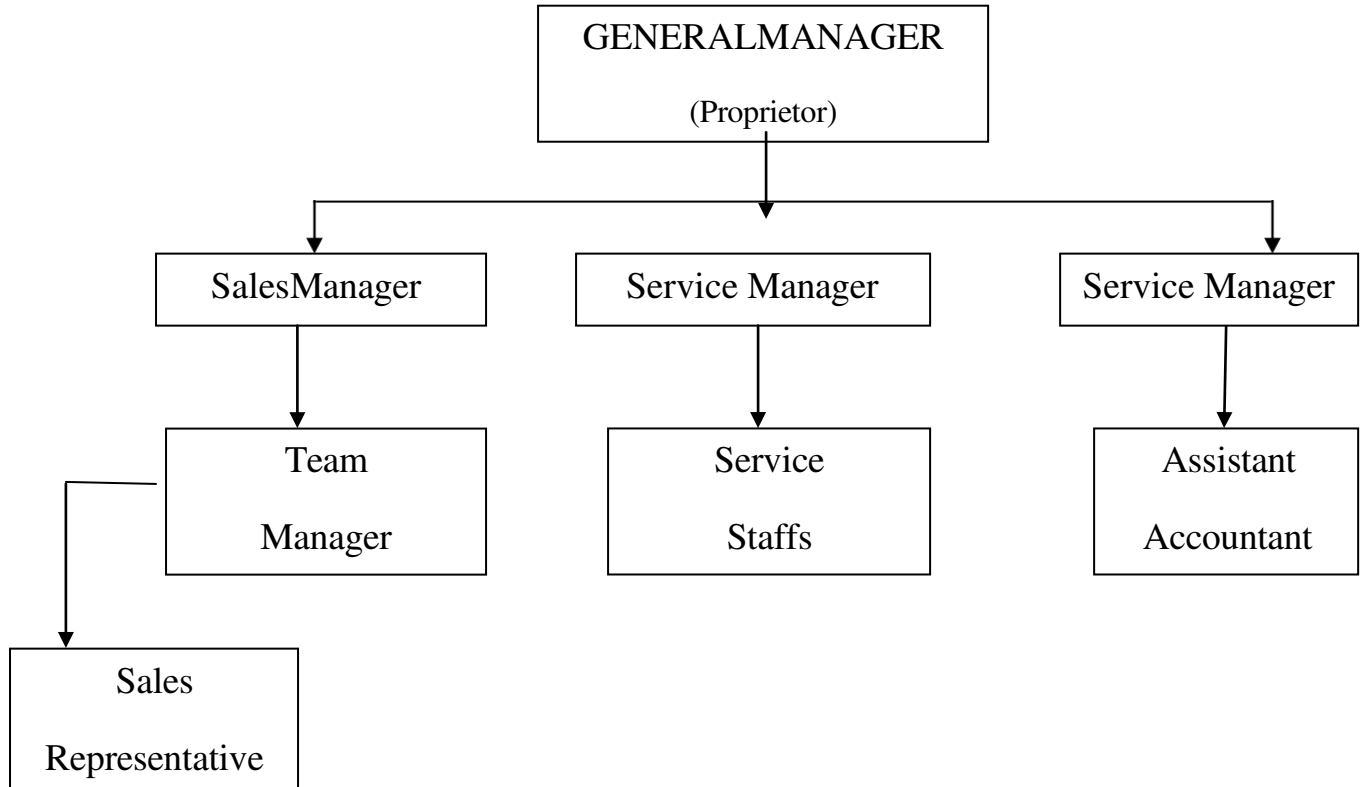 GENERALMANAGER
(Proprietor)
SalesManager
Service Manager
Service Manager
Team
Manager
Service
Staffs
Assistant
Accountant
Sales
Representative